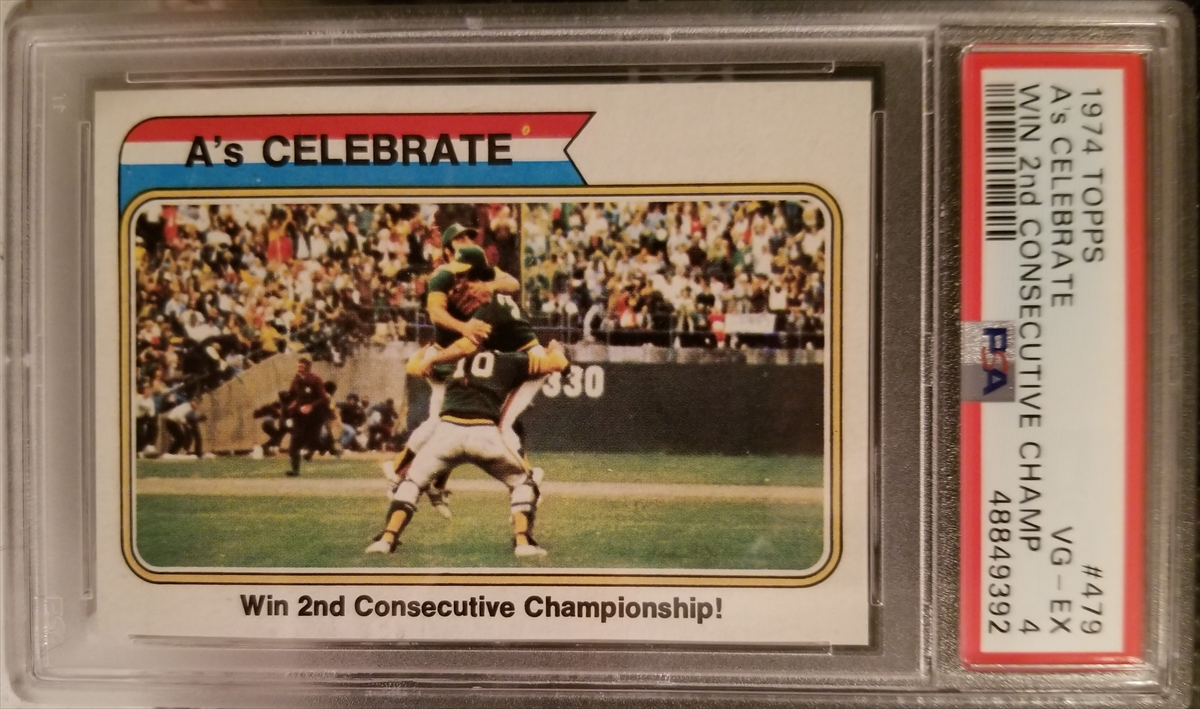 A's CELEBRATE
10
330
Win 2nd Consecutive Championship!
1974 TOPPS #479
A's CELEBRATE VG-EX
WIN 2nd CONSECUTIVE CHAMP 4
48849392
PSA